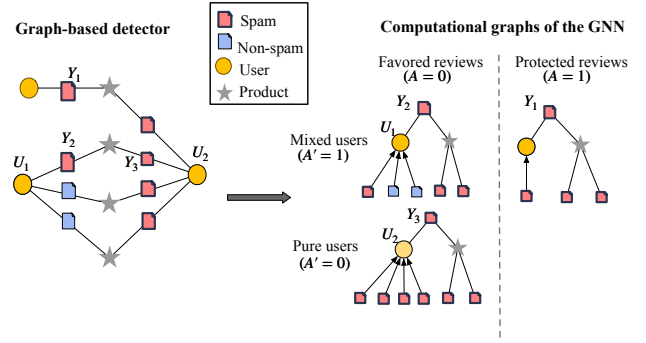 Graph-based detector
Spam
Non-spam
User
Product
Computational graphs of the GNN
Favored reviews
(A = 0)
Protected reviews
(A = 1)
Y1
U1
Y2
Y3
U2
Mixed users
(A′ = 1)
Y2
U1
Y1
Pure users
(A′ = 0)
Y3
U2